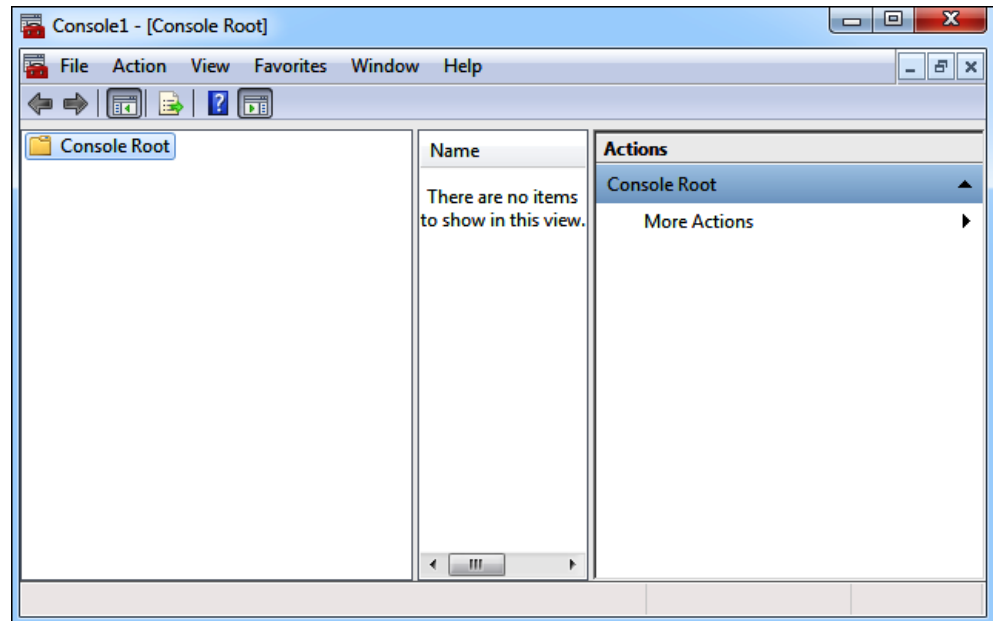 Console1 - [Console Root]
File Action View Favorites Window Help
Console Root
Name
There are no items
to show in this view.
Actions
Console Root
More Actions